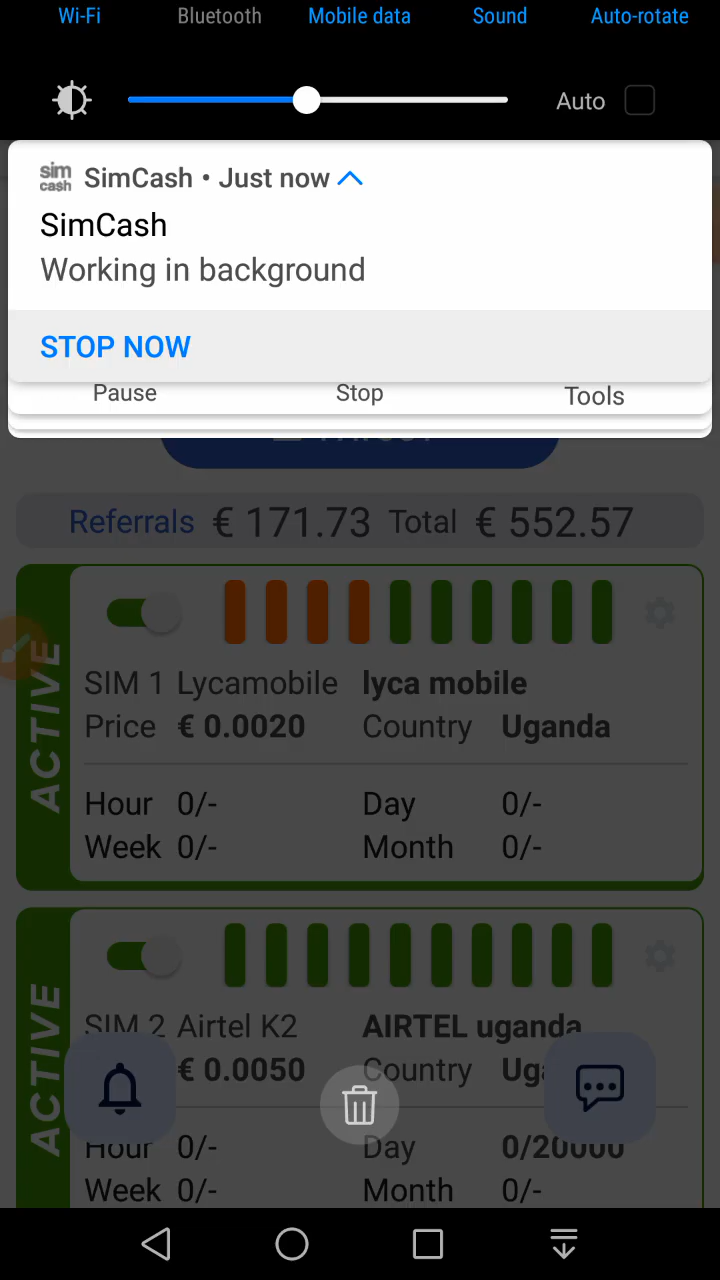 Wi-Fi Bluetooth Mobile data Sound Auto-rotate
Auto
sim cash SimCash • Just now
SimCash
Working in background
STOP NOW
Pause Stop Tools
Referrals € 171.73 Total € 552.57
ACTIVE
SIM 1 Lycamobile lyca mobile
Price € 0.0020 Country Uganda
Hour 0/- Day 0/-
Week 0/- Month 0/-
ACTIVE
SIM 2 Airtel K2 AIRTEL uganda
€ 0.0050 Country
Hour 0/- Day 0/20000
Week 0/- Month 0/-